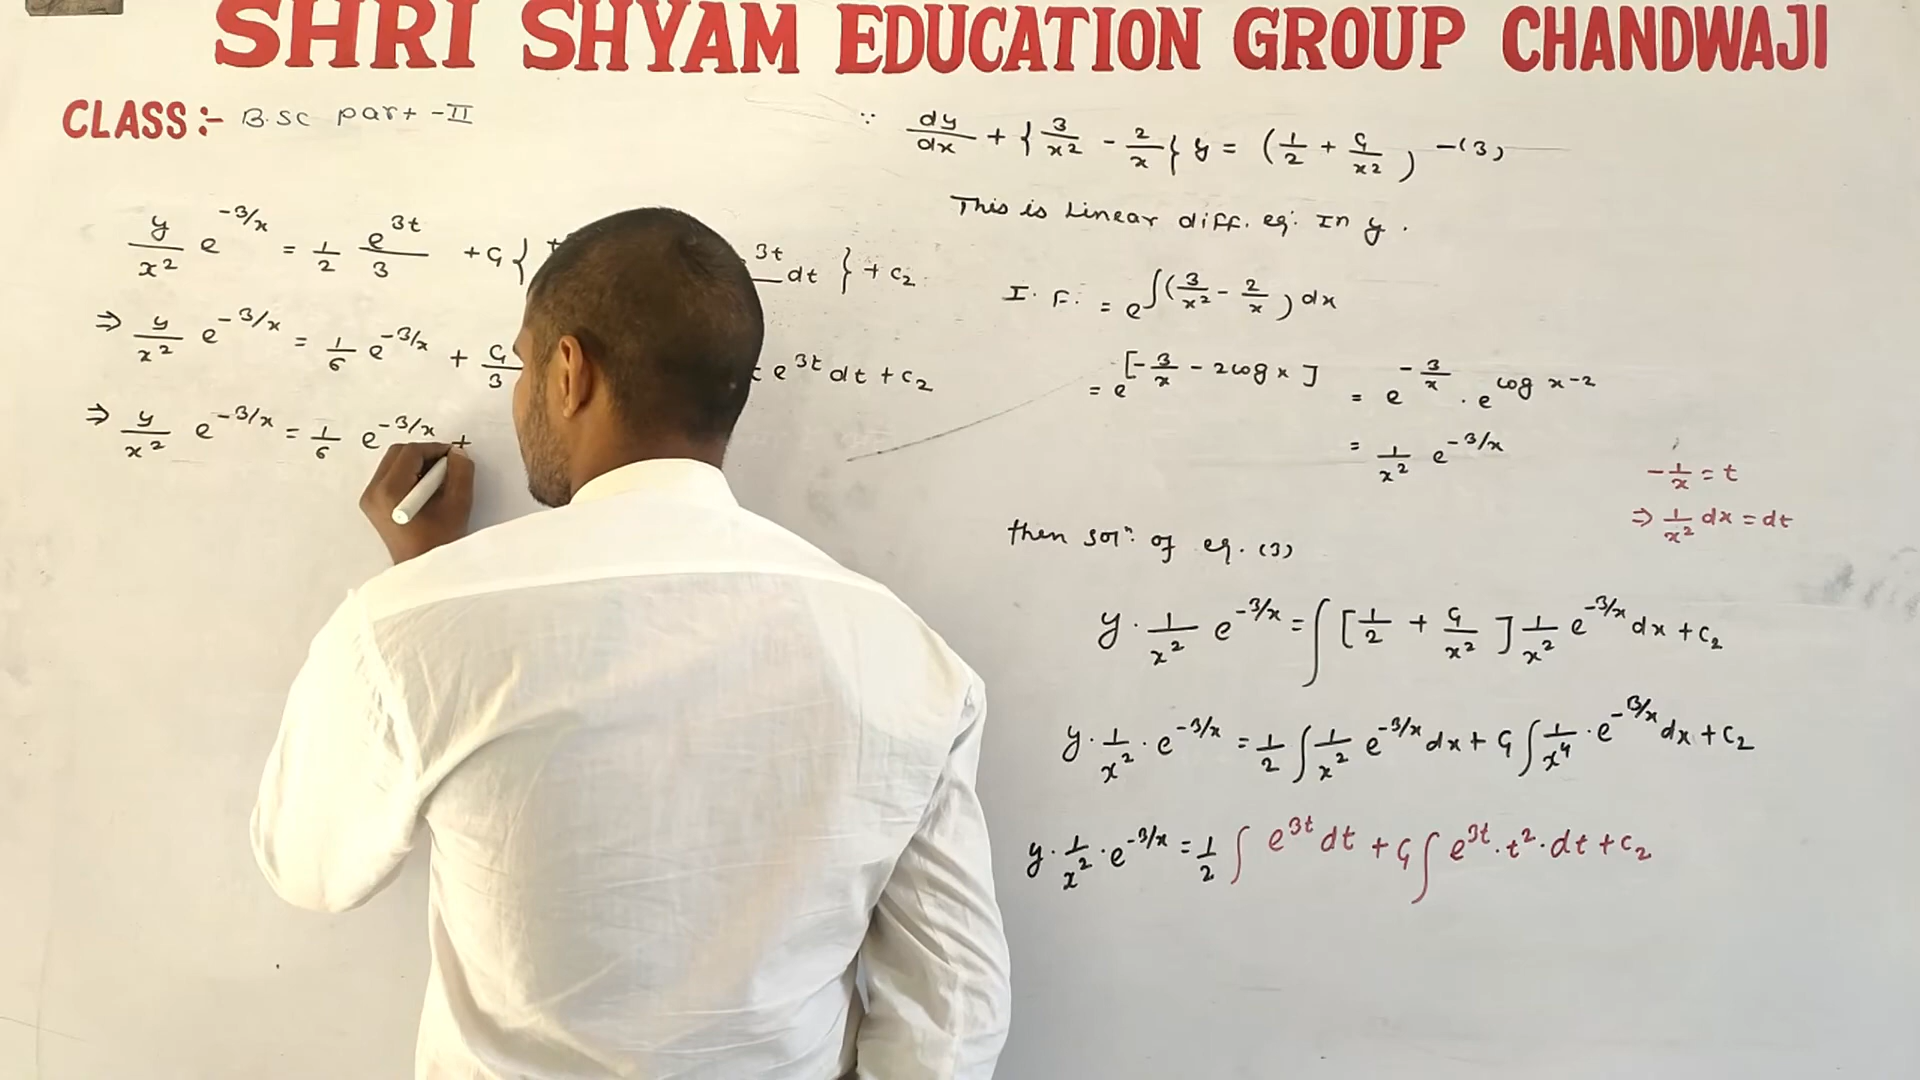 SHRI SHYAM EDUCATION GROUP CHANDWAJI
CLASS:- B.SC part -II
y/x² e^(-3/x) = 1/2 e^(3t)/3 + C₁ { 3t dt } + C₂
⇒ y/x² e^(-3/x) = 1/6 e^(-3/x) + C₁/3 e^(3t) dt + C₂
⇒ y/x² e^(-3/x) = 1/6 e^(-3/x) +
∵ dy/dx + {3/x² - 2/x} y = (1/2 + C₁/x²) -(3)
This is Linear diff. eqⁿ. In y.
I.F. = e^∫(3/x² - 2/x) dx
= e^[-3/x - 2 log x] = e^(-3/x) . e^(log x^-2)
= 1/x² e^(-3/x)
-1/x = t
⇒ 1/x² dx = dt
then solⁿ. of eq. (3)
y · 1/x² e^(-3/x) = ∫ [1/2 + C₁/x²] 1/x² e^(-3/x) dx + C₂
y · 1/x² · e^(-3/x) = 1/2 ∫ 1/x² e^(-3/x) dx + C₁ ∫ 1/x⁴ · e^(-3/x) dx + C₂
y · 1/x² · e^(-3/x) = 1/2 ∫ e^(3t) dt + C₁ ∫ e^(3t) · t² · dt + C₂